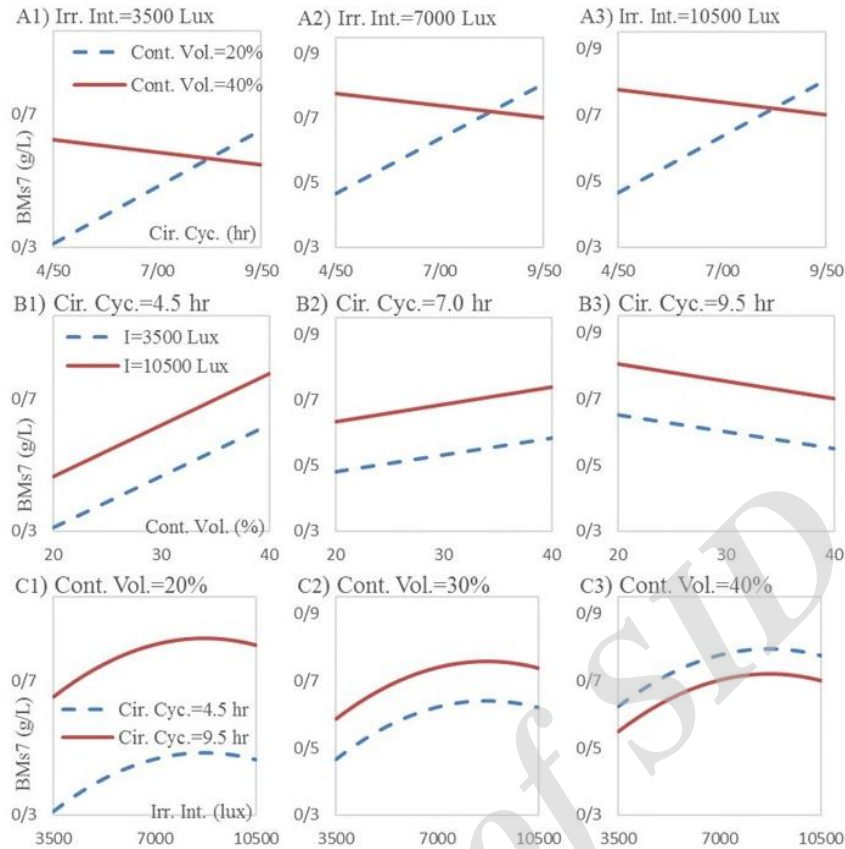 A1) Irr. Int.=3500 Lux
A2) Irr. Int.=7000 Lux
A3) Irr. Int.=10500 Lux
Cont. Vol.=20%
Cont. Vol.=40%
0/7
0/3
BMs7 (g/L)
Cir. Cyc. (hr)
4/50 7/00 9/50
0/9
0/7
0/5
0/3
4/50 7/00 9/50
0/9
0/7
0/5
0/3
4/50 7/00 9/50
B1) Cir. Cyc.=4.5 hr
B2) Cir. Cyc.=7.0 hr
B3) Cir. Cyc.=9.5 hr
I=3500 Lux
I=10500 Lux
0/7
0/3
BMs7 (g/L)
Cont. Vol. (%)
20 30 40
0/9
0/7
0/5
0/3
20 30 40
0/9
0/7
0/5
0/3
20 30 40
C1) Cont. Vol.=20%
C2) Cont. Vol.=30%
C3) Cont. Vol.=40%
0/7
0/3
BMs7 (g/L)
Cir. Cyc.=4.5 hr
Cir. Cyc.=9.5 hr
Irr. Int. (lux)
3500 7000 10500
0/9
0/7
0/5
0/3
3500 7000 10500
0/9
0/7
0/5
0/3
3500 7000 10500
of SID